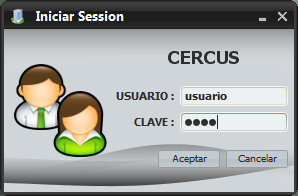 Iniciar Session
CERCUS
USUARIO : usuario
CLAVE : ●●●●
Aceptar Cancelar